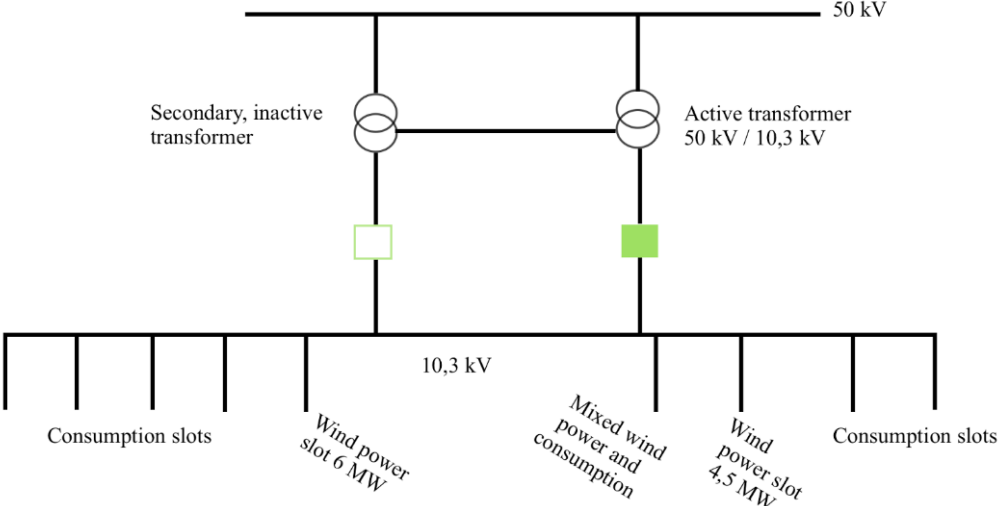 50 kV
Secondary, inactive
transformer
Active transformer
50 kV / 10,3 kV
10,3 kV
Consumption slots
Wind power
slot 6 MW
Mixed wind
power and
consumption
Wind
power slot
4,5 MW
Consumption slots